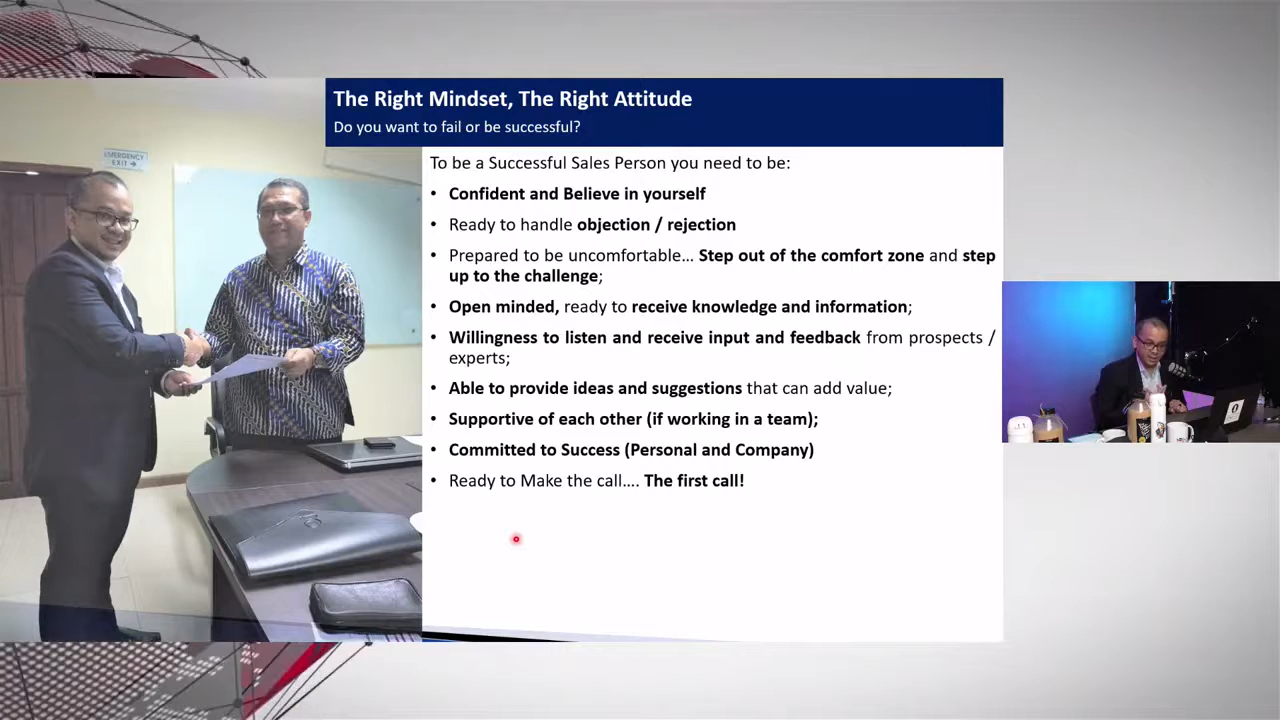 The Right Mindset, The Right Attitude
Do you want to fail or be successful?
EMERGENCY
EXIT →
To be a Successful Sales Person you need to be:
• Confident and Believe in yourself
• Ready to handle objection / rejection
• Prepared to be uncomfortable... Step out of the comfort zone and step
up to the challenge;
• Open minded, ready to receive knowledge and information;
• Willingness to listen and receive input and feedback from prospects /
experts;
• Able to provide ideas and suggestions that can add value;
• Supportive of each other (if working in a team);
• Committed to Success (Personal and Company)
• Ready to Make the call.... The first call!